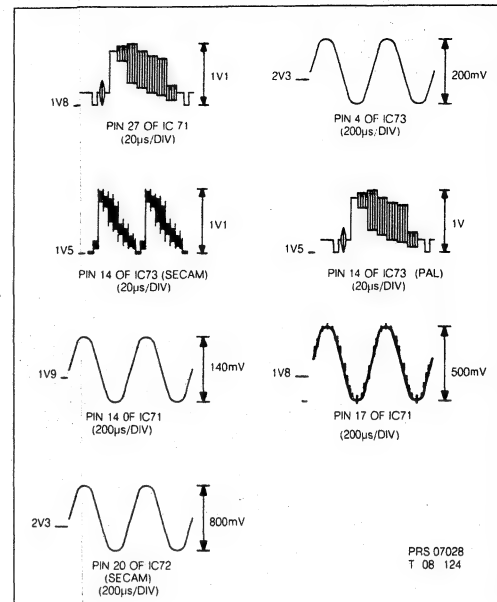 1V8
1V1
PIN 27 OF IC 71
(20µs/DIV)
2V3
200mV
PIN 4 OF IC73
(200µs/DIV)
1V5
1V1
PIN 14 OF IC73 (SECAM)
(20µs/DIV)
1V5
1V
PIN 14 OF IC73 (PAL)
(20µs/DIV)
1V9
140mV
PIN 14 OF IC71
(200µs/DIV)
1V8
500mV
PIN 17 OF IC71
(200µs/DIV)
2V3
800mV
PIN 20 OF IC72
(SECAM)
(200µs/DIV)
PRS 07028
T 08 124